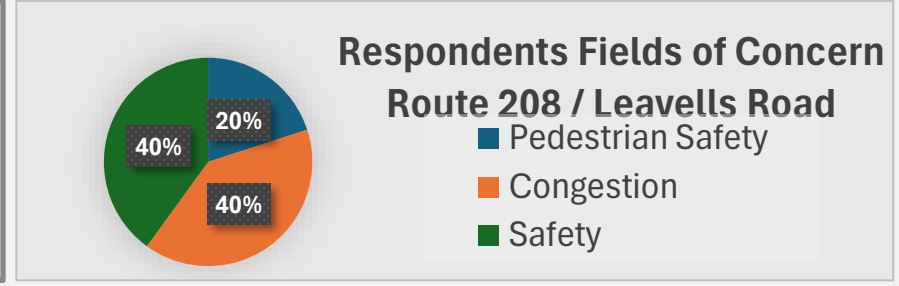 Respondents Fields of Concern
Route 208 / Leavells Road
20%
40%
40%
Pedestrian Safety
Congestion
Safety